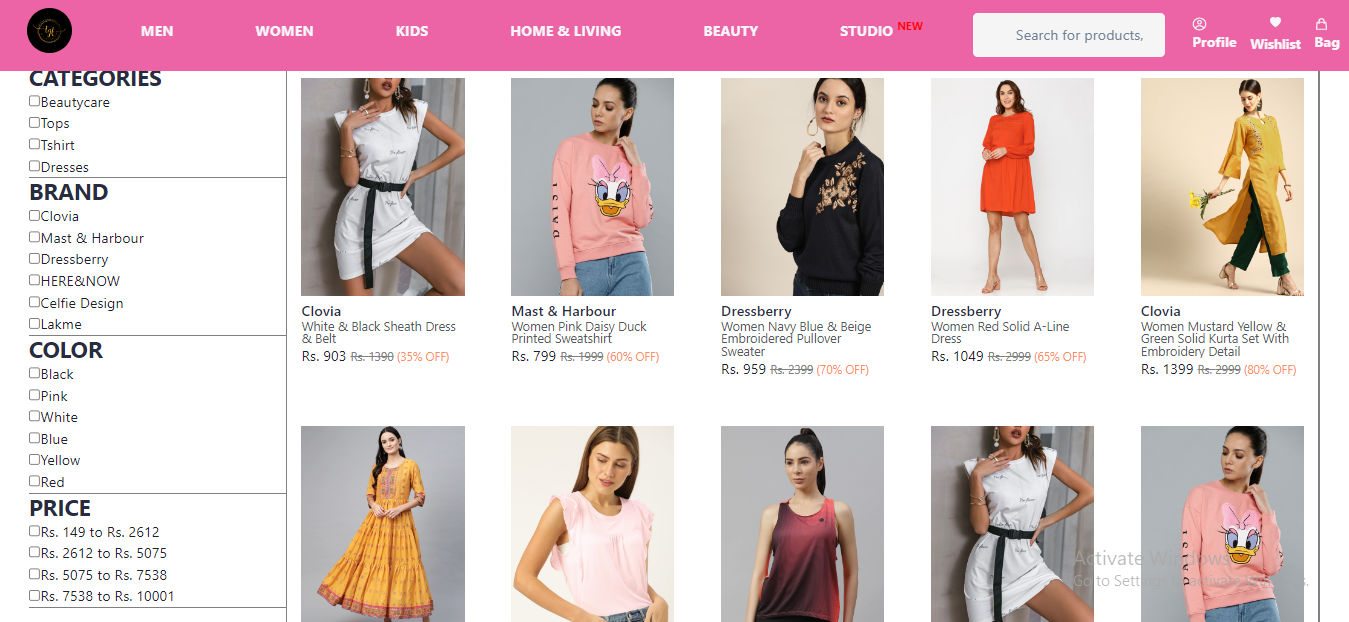 MEN
WOMEN
KIDS
HOME & LIVING
BEAUTY
STUDIO NEW
Search for products,
Profile
Wishlist
Bag
CATEGORIES
Beautycare
Tops
Tshirt
Dresses
BRAND
Clovia
Mast & Harbour
Dressberry
HERE&NOW
Celfie Design
Lakme
COLOR
Black
Pink
White
Blue
Yellow
Red
PRICE
Rs. 149 to Rs. 2612
Rs. 2612 to Rs. 5075
Rs. 5075 to Rs. 7538
Rs. 7538 to Rs. 10001
Clovia
White & Black Sheath Dress
& Belt
Rs. 903 Rs. 1390 (35% OFF)
Mast & Harbour
Women Pink Daisy Duck
Printed Sweatshirt
Rs. 799 Rs. 1999 (60% OFF)
Dressberry
Women Navy Blue & Beige
Embroidered Pullover
Sweater
Rs. 959 Rs. 2399 (70% OFF)
Dressberry
Women Red Solid A-Line
Dress
Rs. 1049 Rs. 2999 (65% OFF)
Clovia
Women Mustard Yellow &
Green Solid Kurta Set With
Embroidery Detail
Rs. 1399 Rs. 2999 (80% OFF)
Activate Windows
Go to Settings to activate Windows.